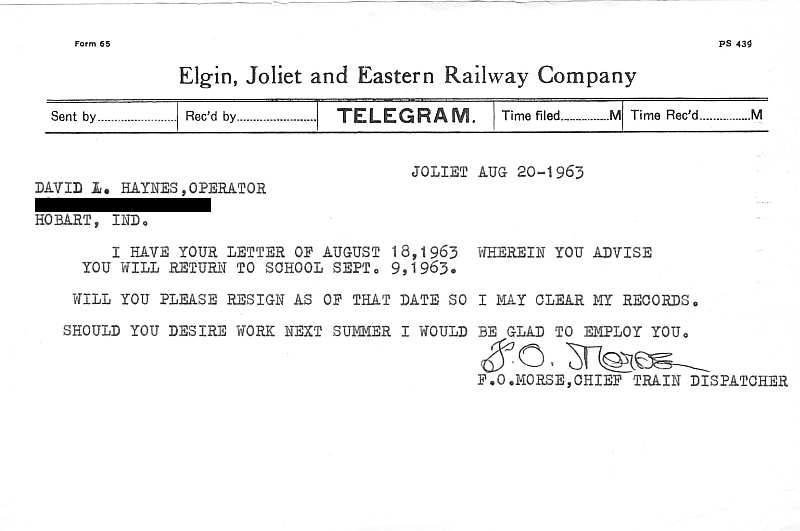 Form 65
PS 439
Elgin, Joliet and Eastern Railway Company
Sent by Rec'd by TELEGRAM. Time filed M Time Rec'd M
JOLIET AUG 20-1963
DAVID L. HAYNES,OPERATOR
HOBART, IND.
I HAVE YOUR LETTER OF AUGUST 18,1963 WHEREIN YOU ADVISE
YOU WILL RETURN TO SCHOOL SEPT. 9,1963.
WILL YOU PLEASE RESIGN AS OF THAT DATE SO I MAY CLEAR MY RECORDS.
SHOULD YOU DESIRE WORK NEXT SUMMER I WOULD BE GLAD TO EMPLOY YOU.
F.O. Morse
F.O.MORSE,CHIEF TRAIN DISPATCHER